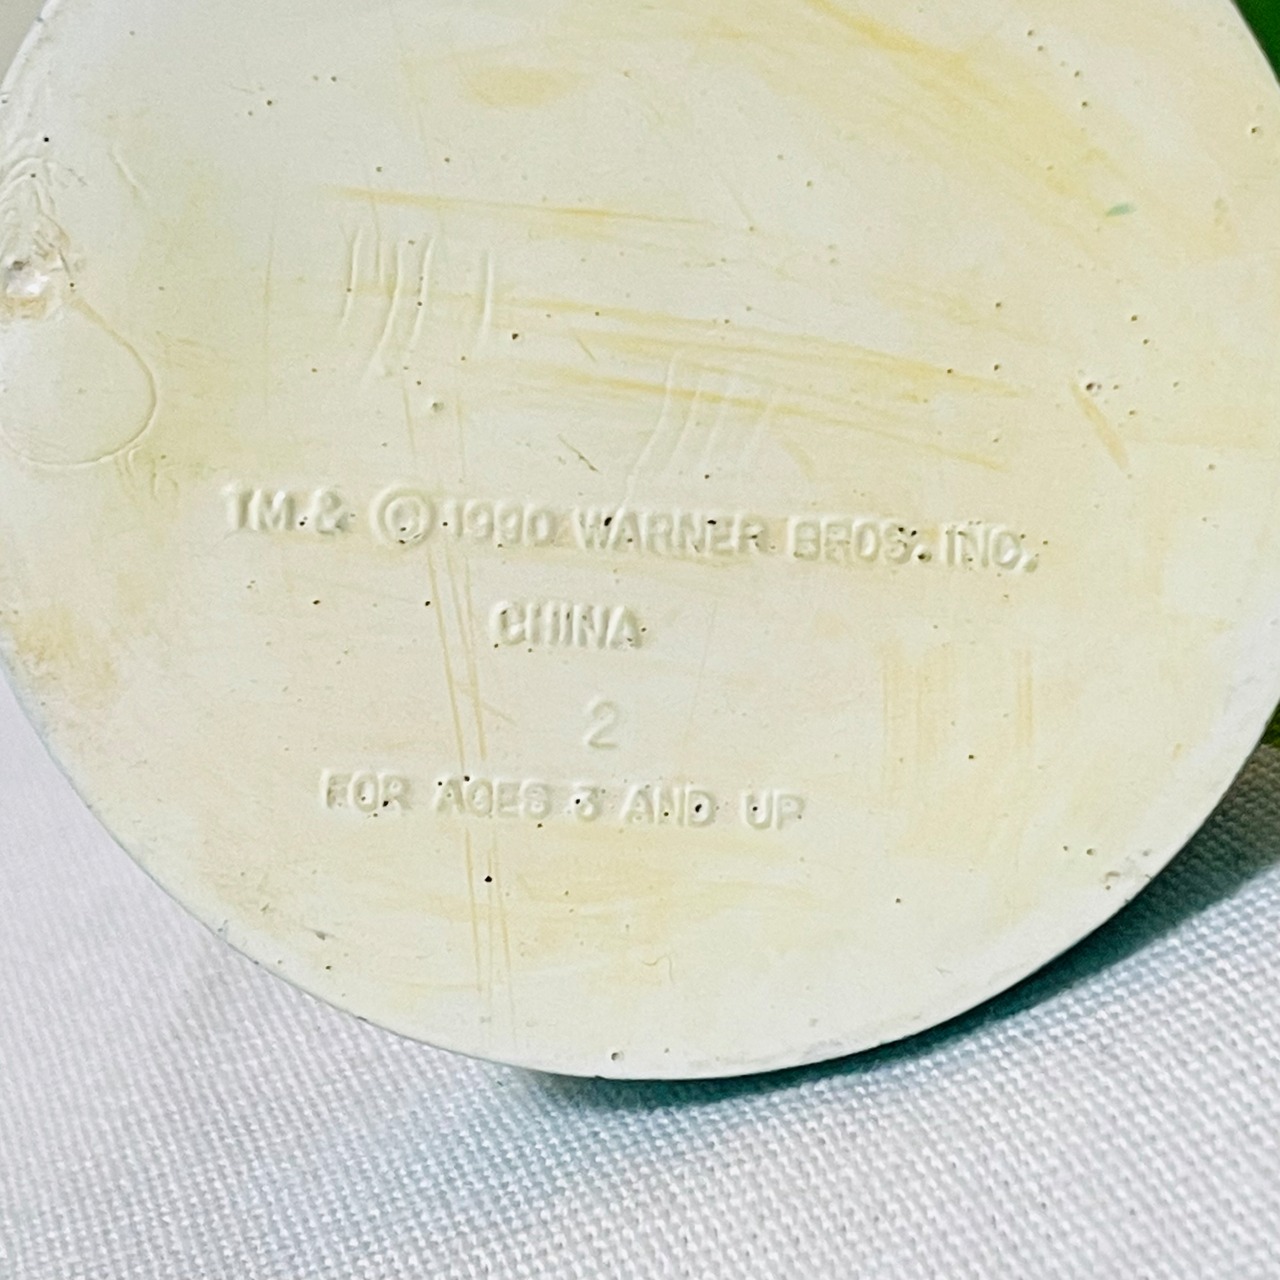 TM & © 1990 WARNER BROS. INC.
CHINA
2
FOR AGES 3 AND UP